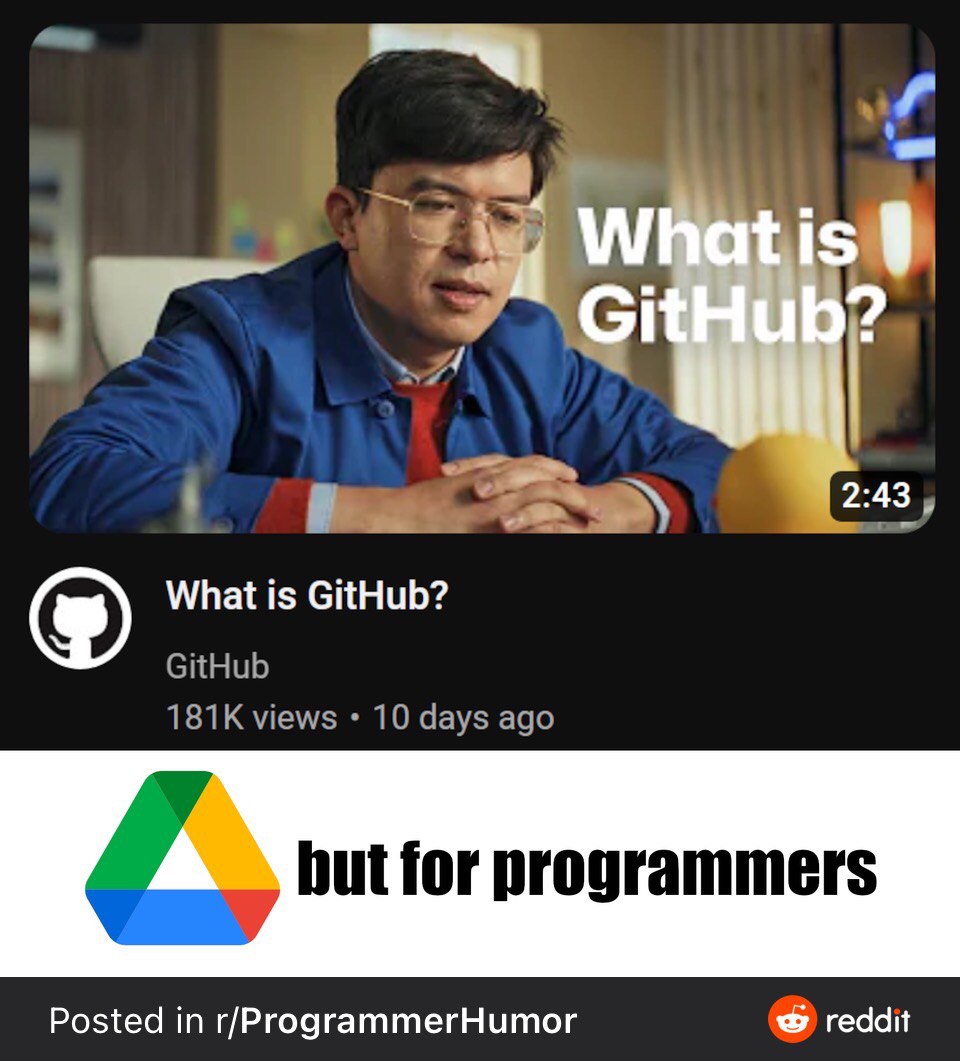 What is
GitHub?
2:43
What is GitHub?
GitHub
181K views • 10 days ago
but for programmers
Posted in r/ProgrammerHumor
reddit